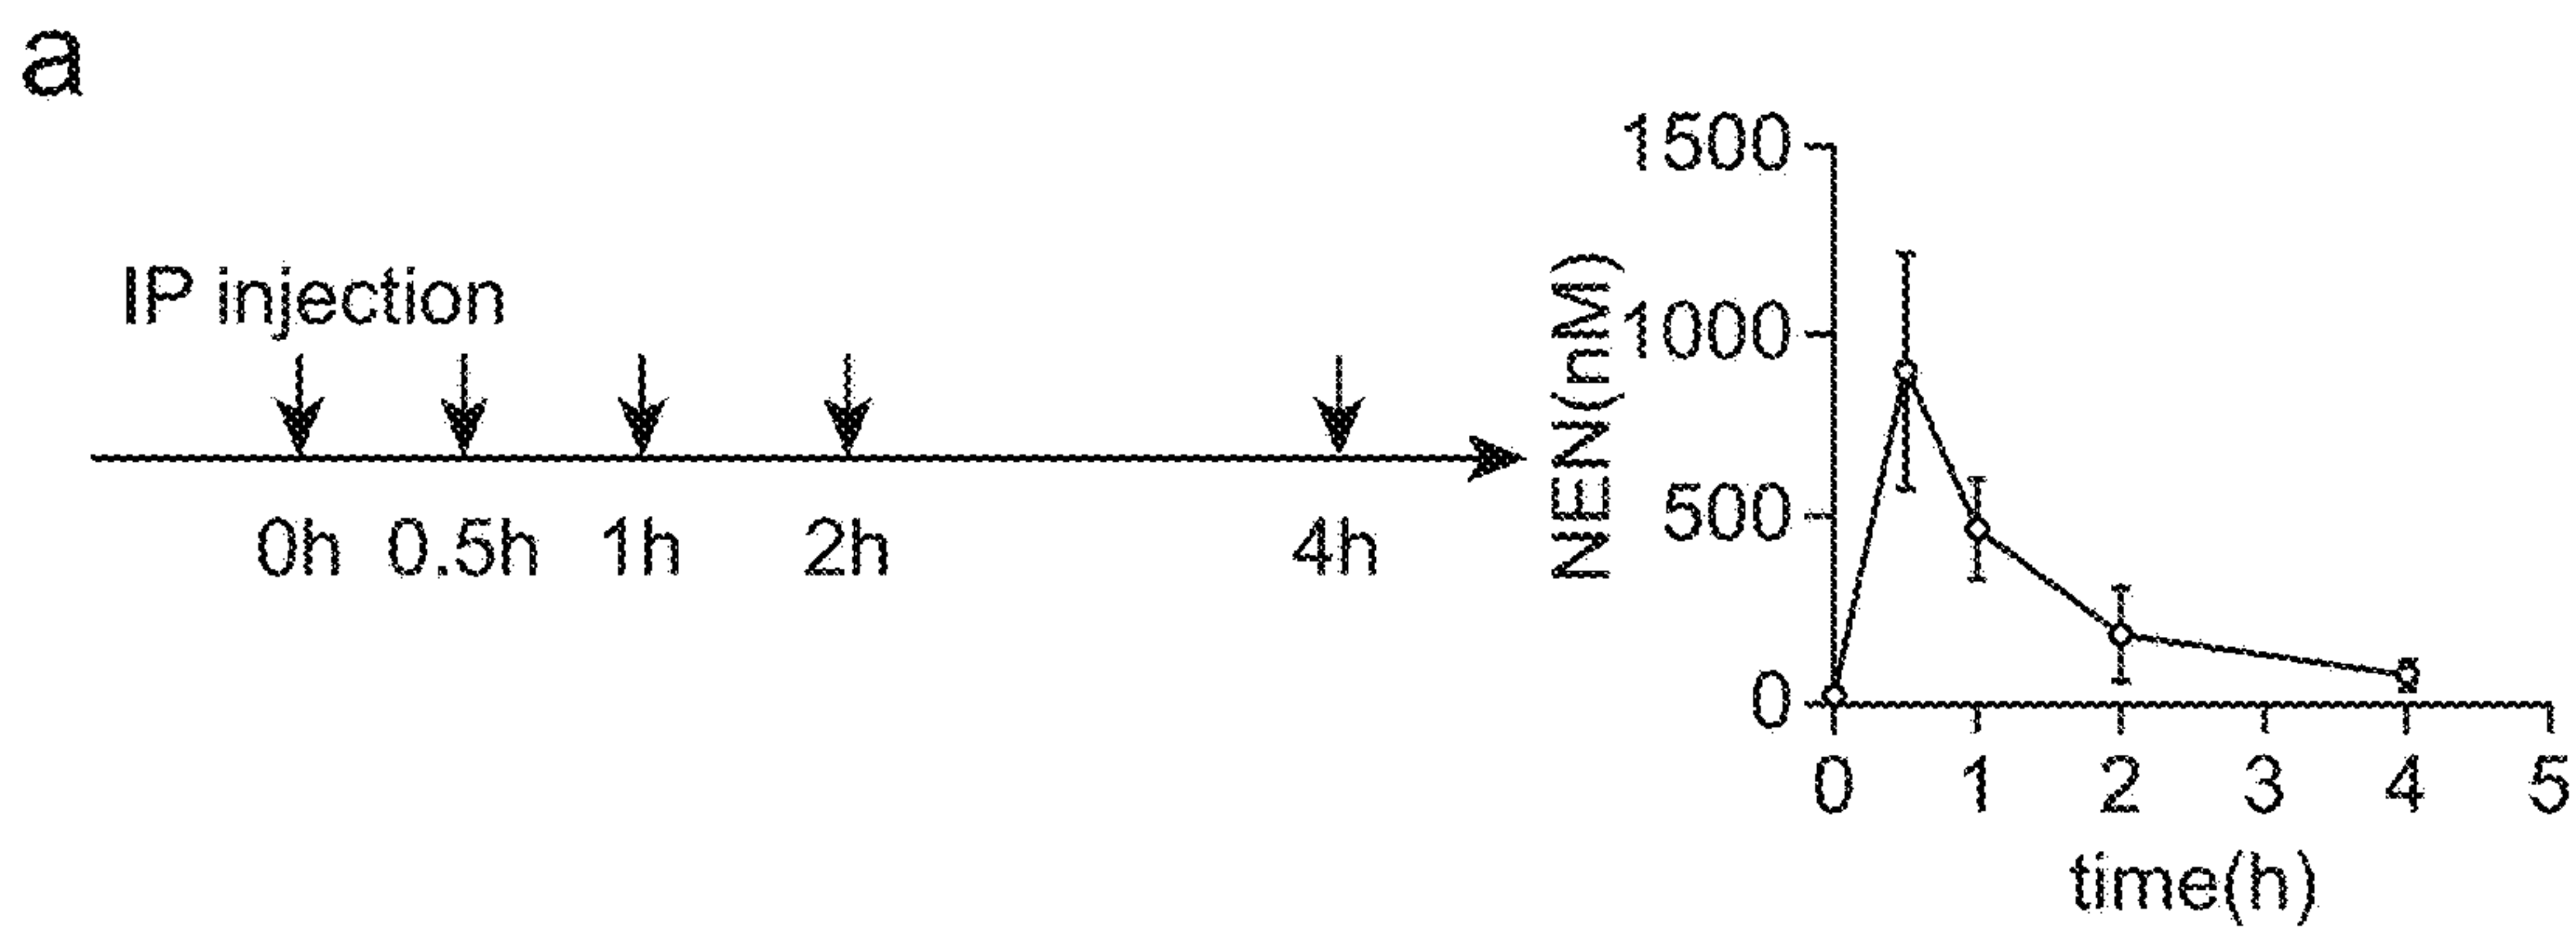 a
IP injection
0h 0.5h 1h 2h 4h
NEN(nM)
1500
1000
500
0
0 1 2 3 4 5
time(h)